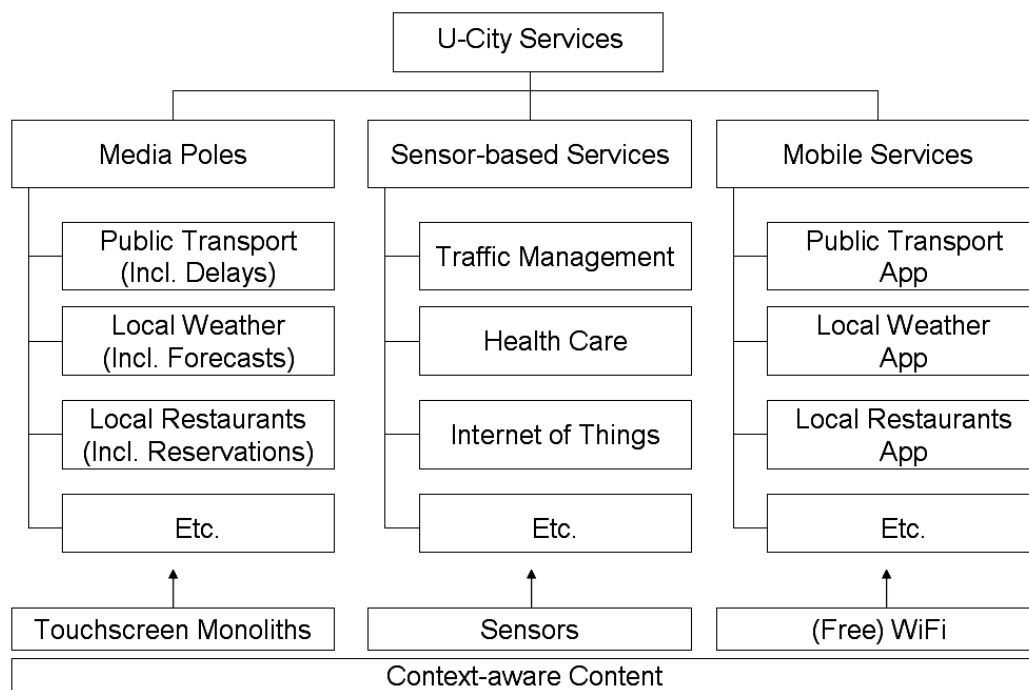 U-City Services
Media Poles
Public Transport
(Incl. Delays)
Local Weather
(Incl. Forecasts)
Local Restaurants
(Incl. Reservations)
Etc.
Touchscreen Monoliths
Sensor-based Services
Traffic Management
Health Care
Internet of Things
Etc.
Sensors
Mobile Services
Public Transport
App
Local Weather
App
Local Restaurants
App
Etc.
(Free) WiFi
Context-aware Content